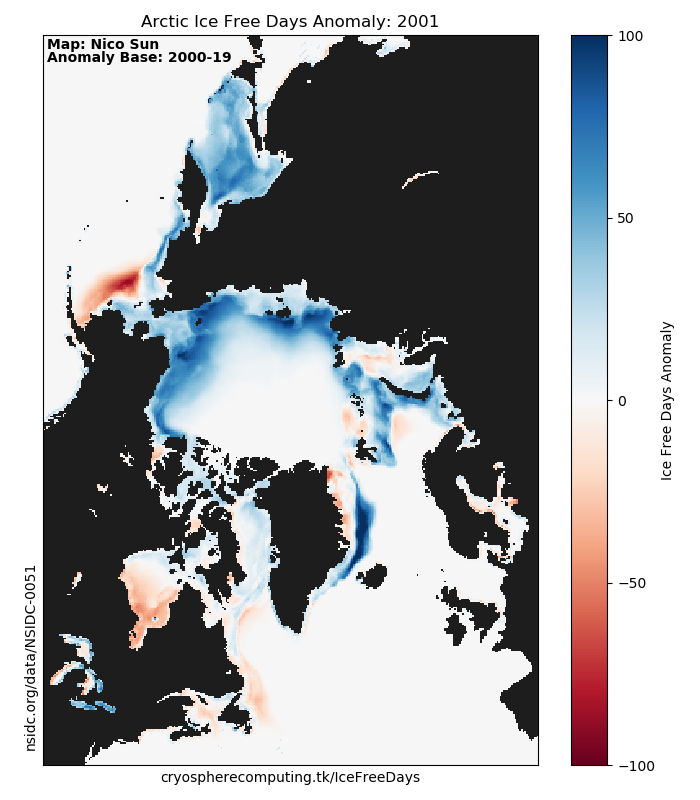 Arctic Ice Free Days Anomaly: 2001
Map: Nico Sun
Anomaly Base: 2000-19
100
50
0
−50
−100
Ice Free Days Anomaly
nsidc.org/data/NSIDC-0051
cryospherecomputing.tk/IceFreeDays